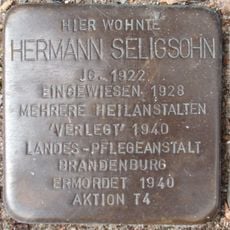 HIER WOHNTE
HERMANN SELIGSOHN
JG. 1922
EINGEWIESEN 1928
MEHRERE HEILANSTALTEN
'VERLEGT' 1940
LANDES-PFLEGEANSTALT
BRANDENBURG
ERMORDET 1940
AKTION T4